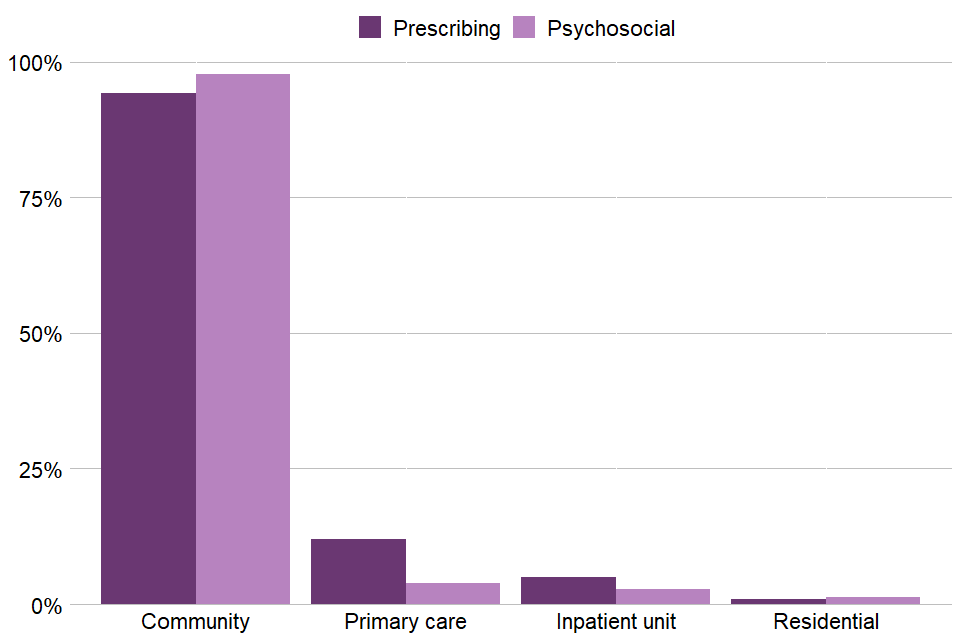 Prescribing Psychosocial
100%
75%
50%
25%
0%
Community Primary care Inpatient unit Residential